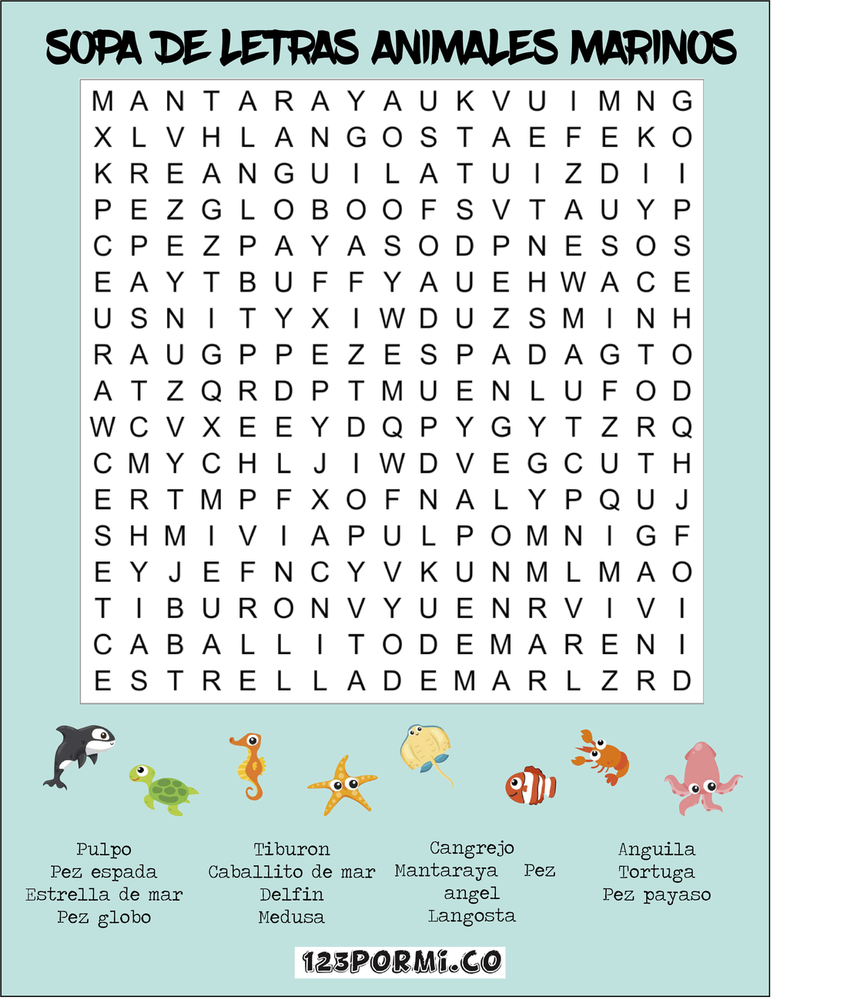 SOPA DE LETRAS ANIMALES MARINOS
M A N T A R A Y A U K V U I M N G
X L V H L A N G O S T A E F E K O
K R E A N G U I L A T U I Z D I I
P E Z G L O B O O F S V T A U Y P
C P E Z P A Y A S O D P N E S O S
E A Y T B U F F Y A U E H W A C E
U S N I T Y X I W D U Z S M I N H
R A U G P P E Z E S P A D A G T O
A T Z Q R D P T M U E N L U F O D
W C V X E E Y D Q P Y G Y T Z R Q
C M Y C H L J I W D V E G C U T H
E R T M P F X O F N A L Y P Q U J
S H M I V I A P U L P O M N I G F
E Y J E F N C Y V K U N M L M A O
T I B U R O N V Y U E N R V I V I
C A B A L L I T O D E M A R E N I
E S T R E L L A D E M A R L Z R D
Pulpo
Pez espada
Estrella de mar
Pez globo
Tiburon
Caballito de mar
Delfin
Medusa
Cangrejo
Mantaraya Pez
angel
Langosta
Anguila
Tortuga
Pez payaso
123PORMi.CO